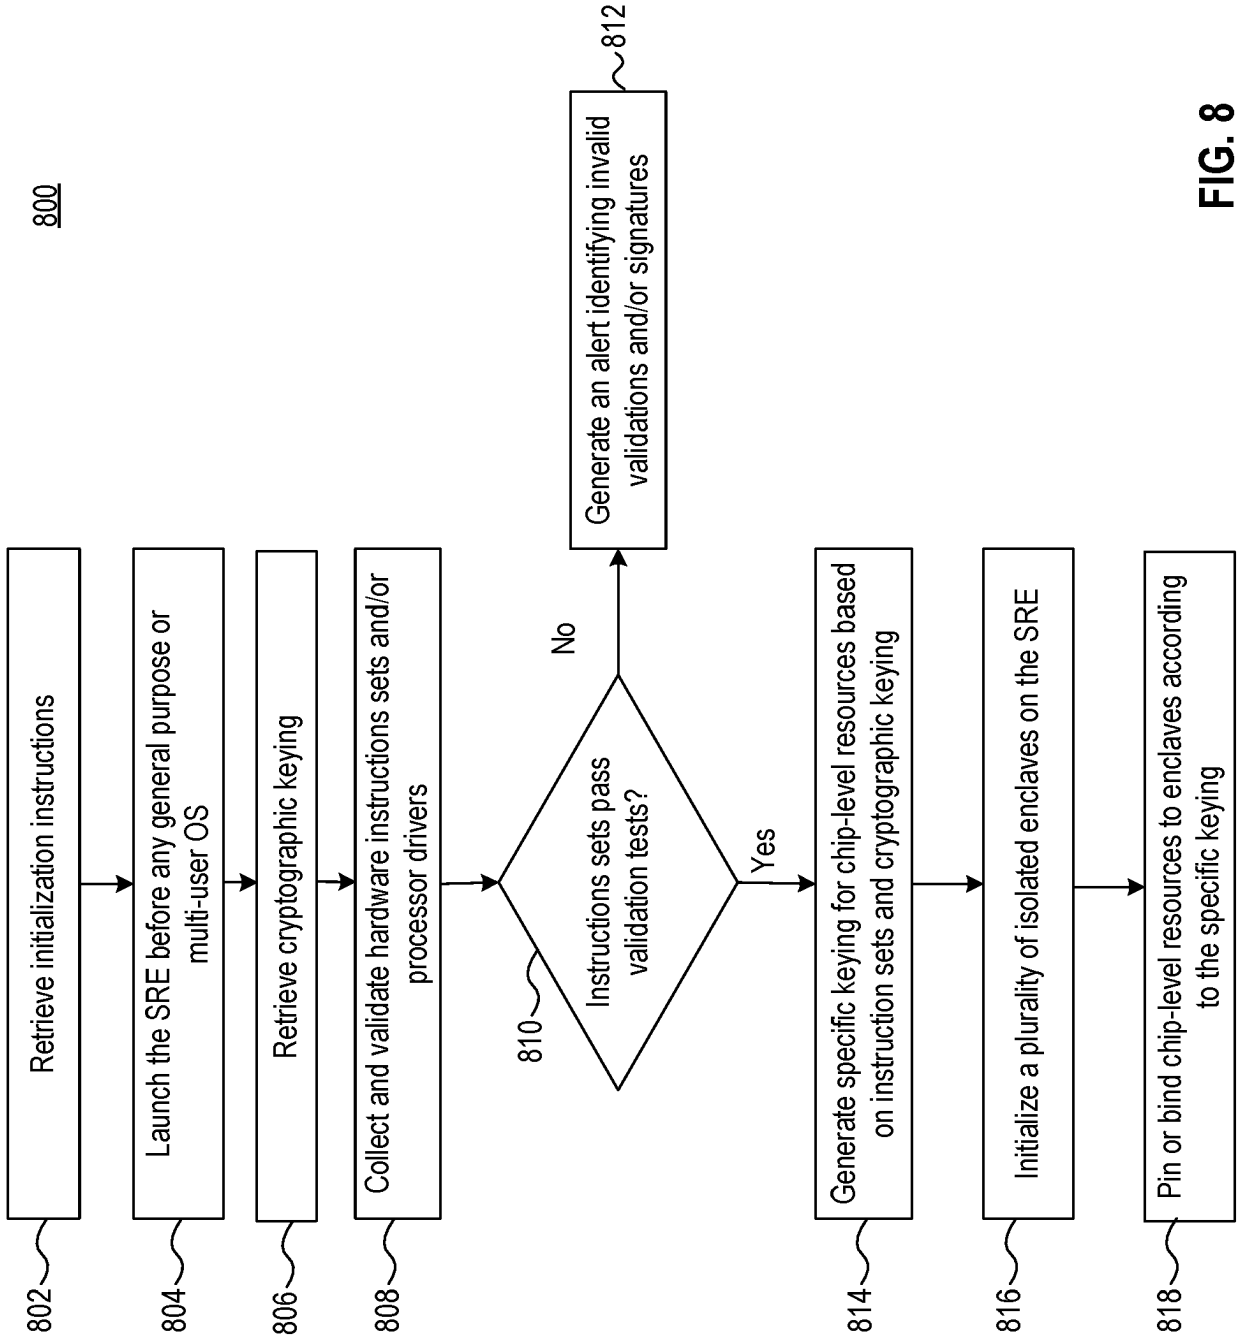 800
802
Retrieve initialization instructions
804
Launch the SRE before any general purpose or
multi-user OS
806
Retrieve cryptographic keying
808
Collect and validate hardware instructions sets and/or
processor drivers
810
Instructions sets pass
validation tests?
No
Generate an alert identifying invalid
validations and/or signatures
812
Yes
814
Generate specific keying for chip-level resources based
on instruction sets and cryptographic keying
816
Initialize a plurality of isolated enclaves on the SRE
818
Pin or bind chip-level resources to enclaves according
to the specific keying
FIG. 8